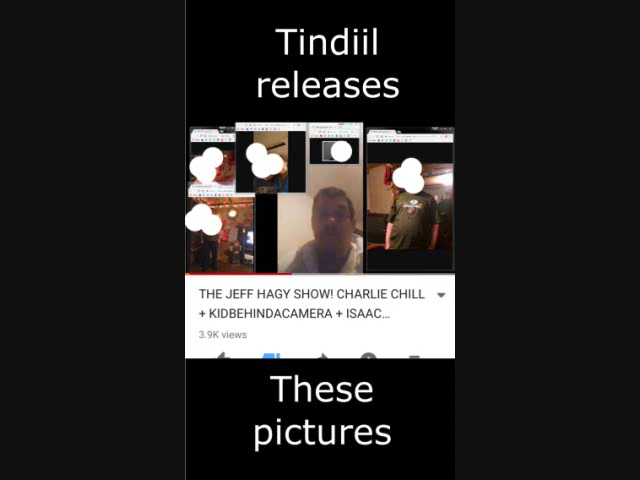 Tindiil
releases
THE JEFF HAGY SHOW! CHARLIE CHILL
+ KIDBEHINDACAMERA + ISAAC...
3.9K views
These
pictures